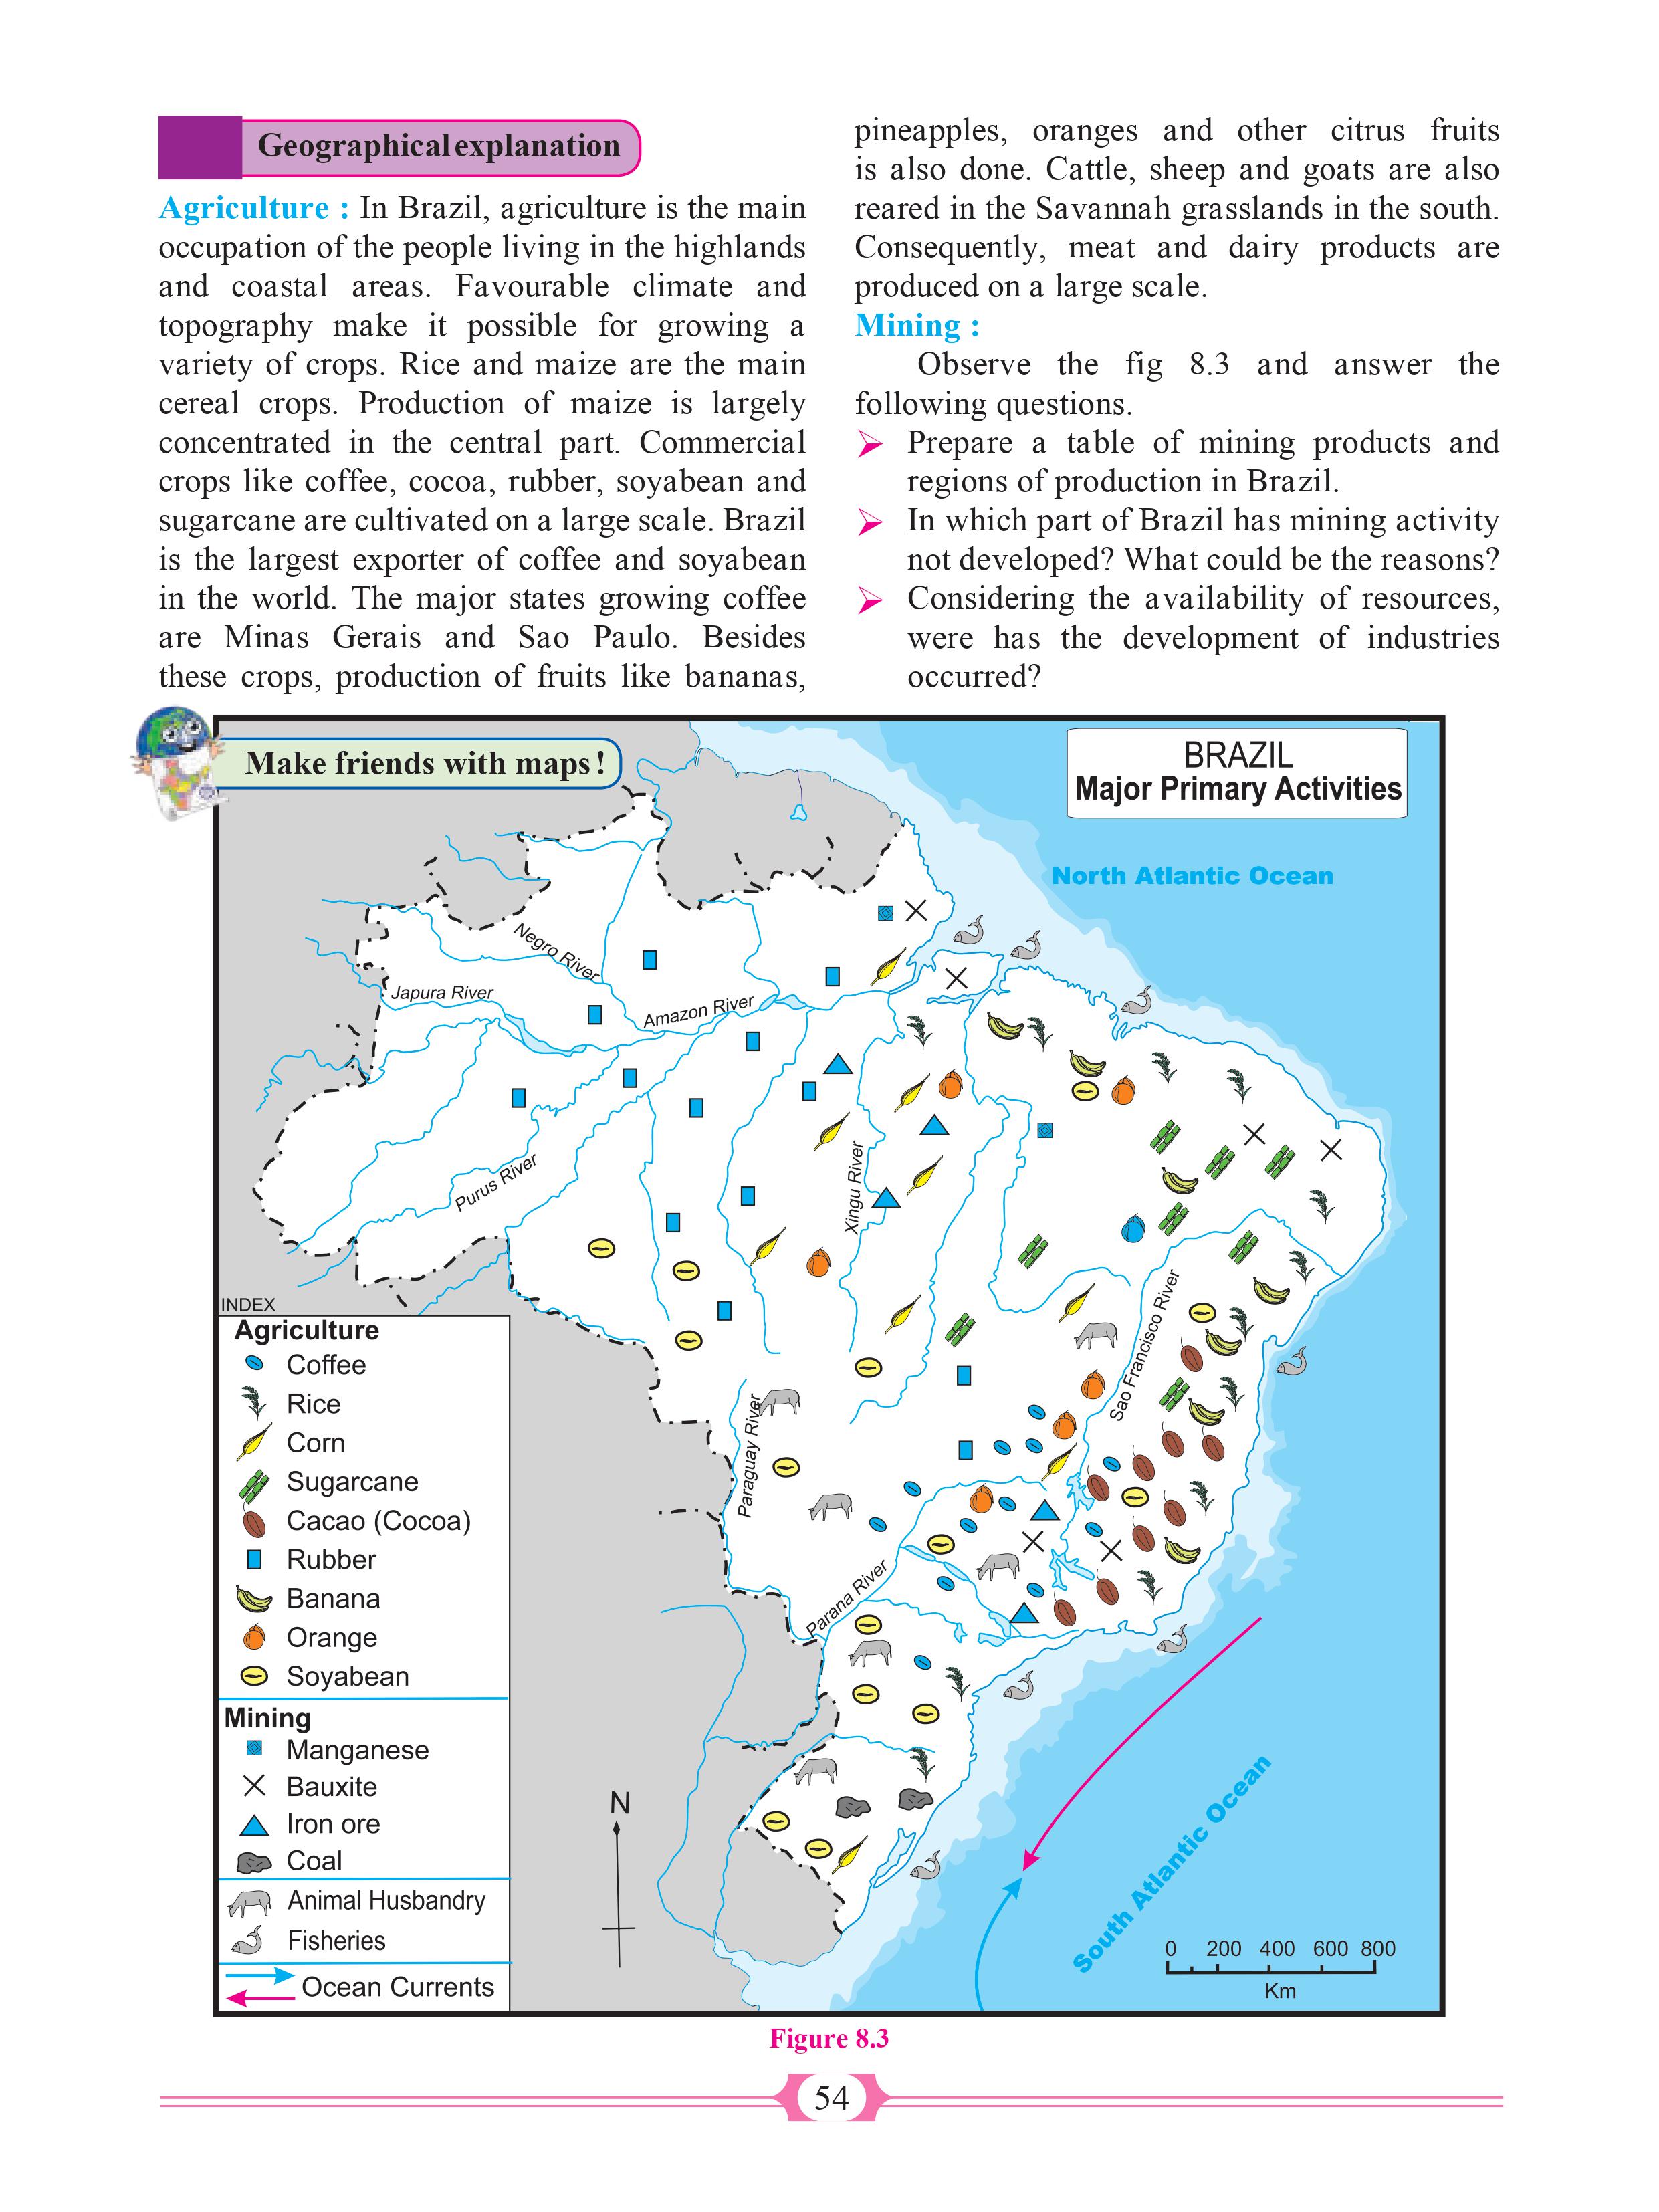 Geographical explanation
Agriculture : In Brazil, agriculture is the main
occupation of the people living in the highlands
and coastal areas. Favourable climate and
topography make it possible for growing a
variety of crops. Rice and maize are the main
cereal crops. Production of maize is largely
concentrated in the central part. Commercial
crops like coffee, cocoa, rubber, soyabean and
sugarcane are cultivated on a large scale. Brazil
is the largest exporter of coffee and soyabean
in the world. The major states growing coffee
are Minas Gerais and Sao Paulo. Besides
these crops, production of fruits like bananas,
pineapples, oranges and other citrus fruits
is also done. Cattle, sheep and goats are also
reared in the Savannah grasslands in the south.
Consequently, meat and dairy products are
produced on a large scale.
Mining :
Observe the fig 8.3 and answer the
following questions.
Prepare a table of mining products and
regions of production in Brazil.
In which part of Brazil has mining activity
not developed? What could be the reasons?
Considering the availability of resources,
were has the development of industries
occurred?
Make friends with maps!
BRAZIL
Major Primary Activities
North Atlantic Ocean
Negro River
Japura River
Amazon River
Purus River
Xingu River
Sao Francisco River
Paraguay River
Parana River
South Atlantic Ocean
INDEX
Agriculture
Coffee
Rice
Corn
Sugarcane
Cacao (Cocoa)
Rubber
Banana
Orange
Soyabean
Mining
Manganese
Bauxite
Iron ore
Coal
Animal Husbandry
Fisheries
Ocean Currents
N
0 200 400 600 800
Km
Figure 8.3
54